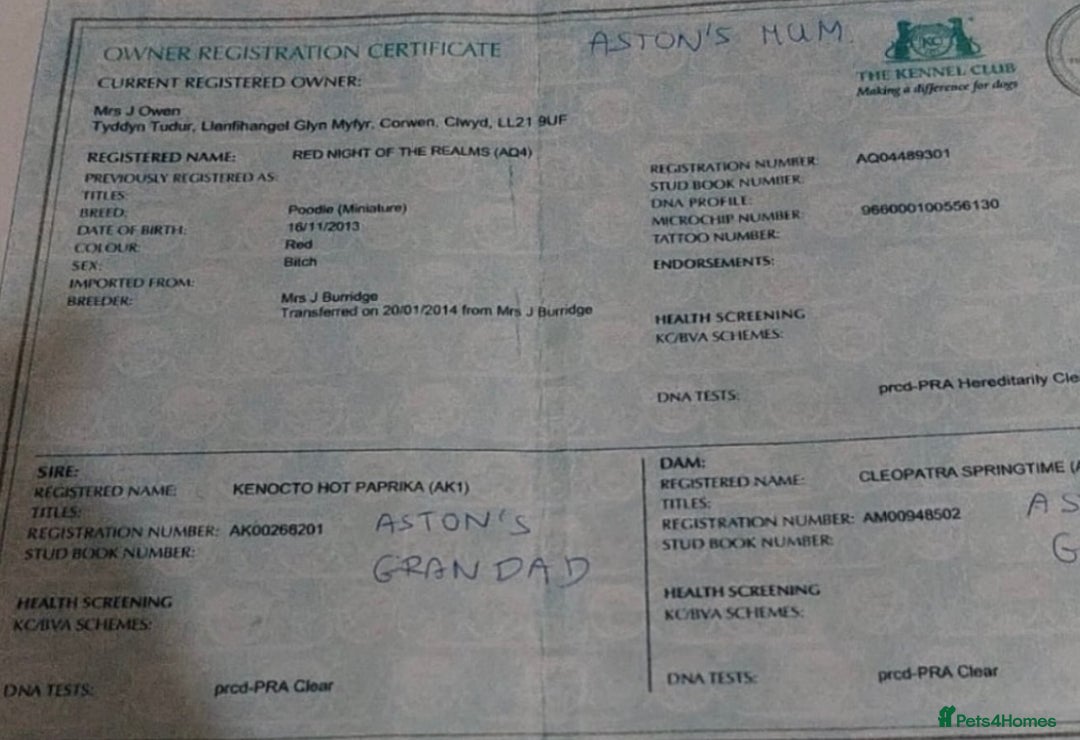 OWNER REGISTRATION CERTIFICATE
ASTON'S MUM.
KC
THE KENNEL CLUB
Making a difference for dogs
CURRENT REGISTERED OWNER:
Mrs J Owen
Tyddyn Tudur, Llanfihangel Glyn Myfyr, Corwen, Clwyd, LL21 9UF
REGISTERED NAME: RED NIGHT OF THE REALMS (AQ4)
PREVIOUSLY REGISTERED AS:
TITLES:
BREED: Poodle (Miniature)
DATE OF BIRTH: 16/11/2013
COLOUR: Red
SEX: Bitch
IMPORTED FROM:
BREEDER: Mrs J Burridge
Transferred on 20/01/2014 from Mrs J Burridge
REGISTRATION NUMBER: AQ04489301
STUD BOOK NUMBER:
DNA PROFILE:
MICROCHIP NUMBER: 966000100556130
TATTOO NUMBER:
ENDORSEMENTS:
HEALTH SCREENING
KC/BVA SCHEMES:
DNA TESTS: prcd-PRA Hereditarily Cle
SIRE:
REGISTERED NAME: KENOCTO HOT PAPRIKA (AK1)
TITLES:
REGISTRATION NUMBER: AK00266201
STUD BOOK NUMBER:
ASTON'S
GRANDAD
HEALTH SCREENING
KC/BVA SCHEMES:
DNA TESTS: prcd-PRA Clear
DAM:
REGISTERED NAME: CLEOPATRA SPRINGTIME (A
TITLES:
REGISTRATION NUMBER: AM00948502
STUD BOOK NUMBER:
AS
G
HEALTH SCREENING
KC/BVA SCHEMES:
DNA TESTS: prcd-PRA Clear
Pets4Homes